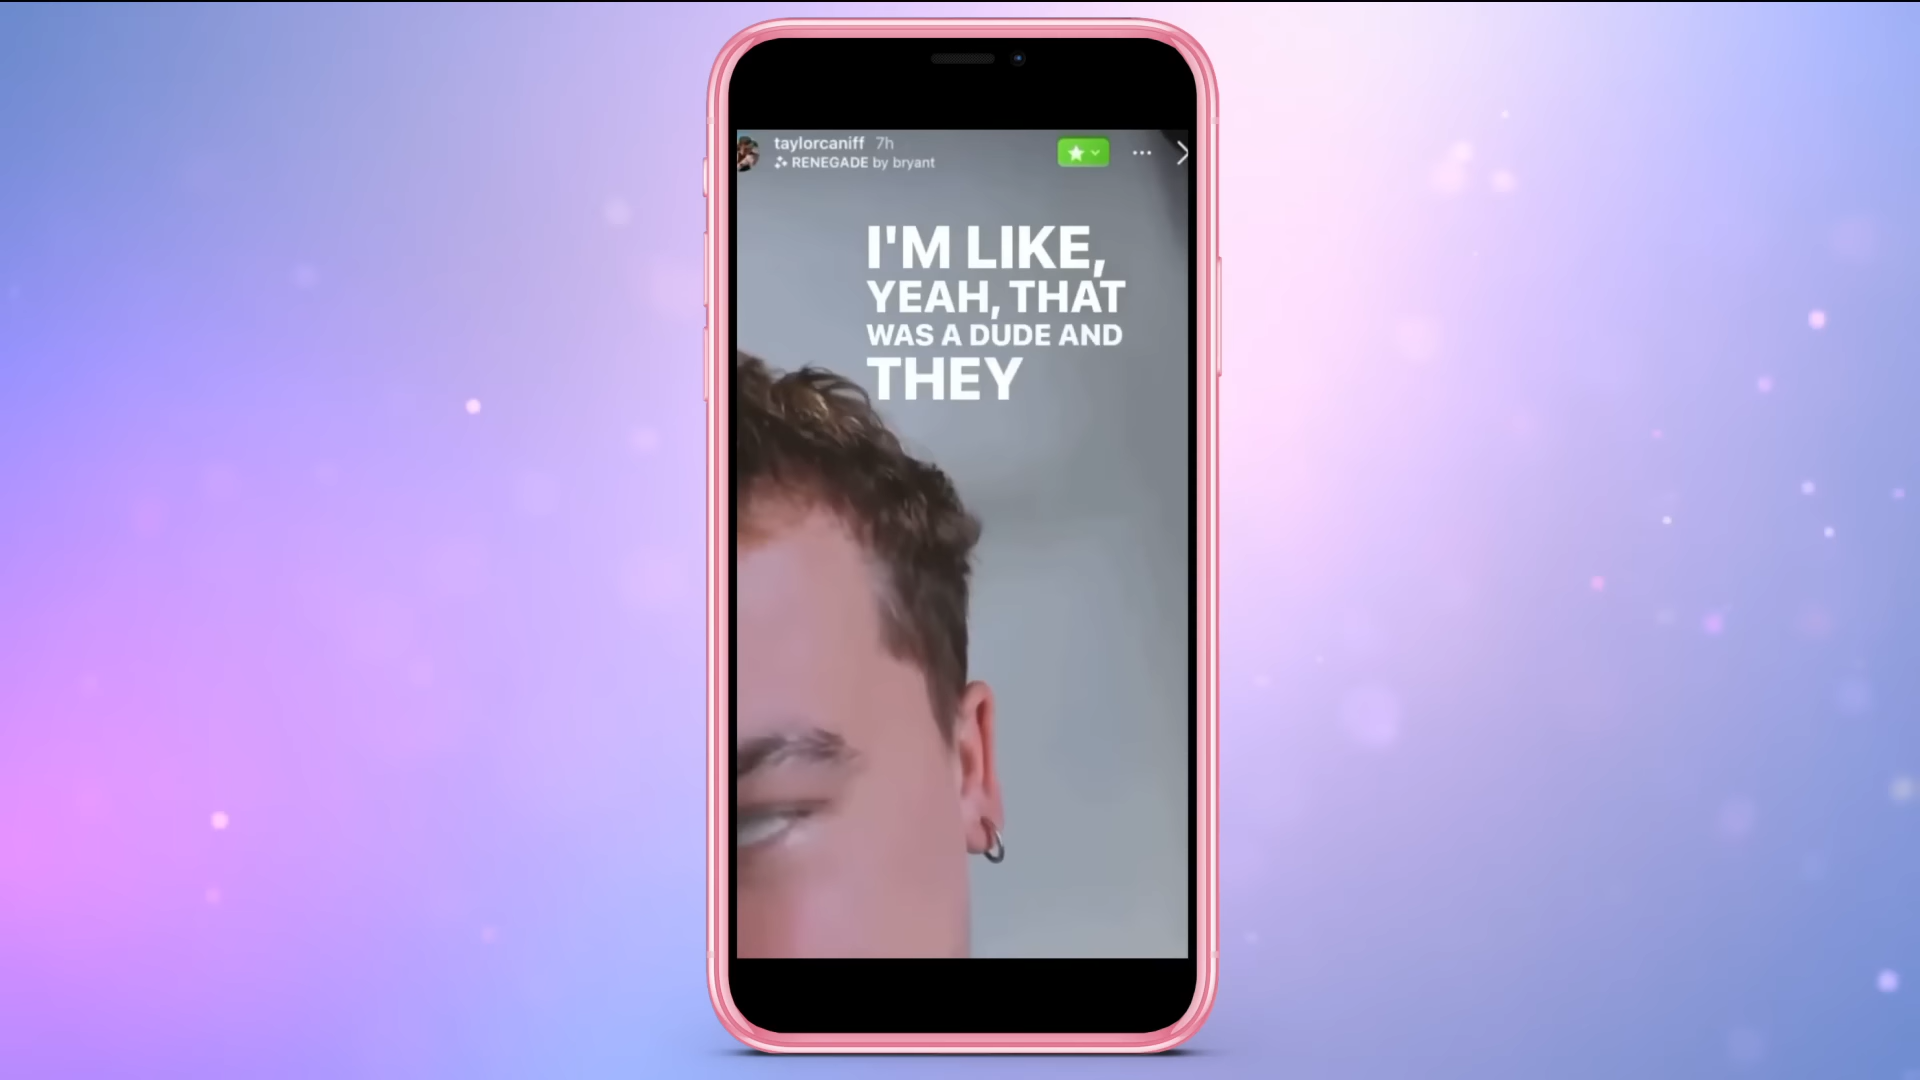 taylorcaniff 7h
RENEGADE by bryant
I'M LIKE,
YEAH, THAT
WAS A DUDE AND
THEY